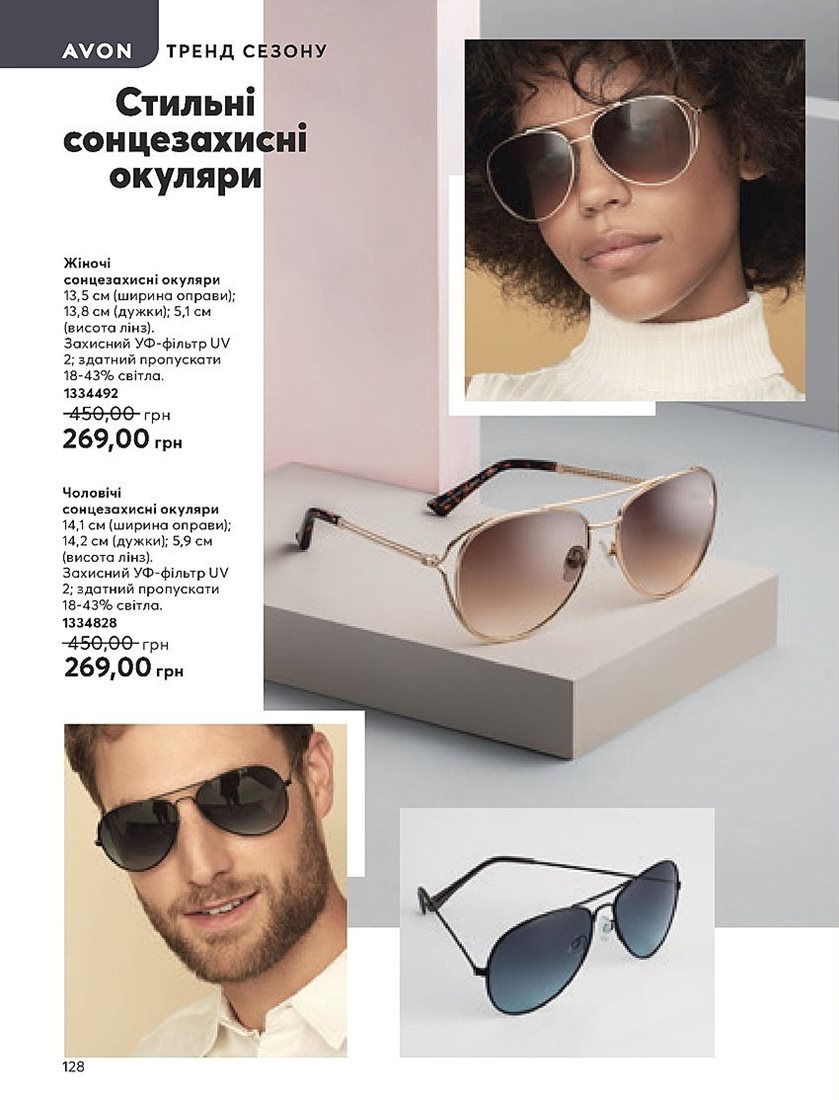 AVON ТРЕНД СЕЗОНУ
Стильні
сонцезахисні
окуляри
Жіночі
сонцезахисні окуляри
13,5 см (ширина оправи);
13,8 см (дужки); 5,1 см
(висота лінз).
Захисний УФ-фільтр UV
2; здатний пропускати
18-43% світла.
1334492
450,00 грн
269,00 грн
Чоловічі
сонцезахисні окуляри
14,1 см (ширина оправи);
14,2 см (дужки); 5,9 см
(висота лінз).
Захисний УФ-фільтр UV
2; здатний пропускати
18-43% світла.
1334828
450,00 грн
269,00 грн
128